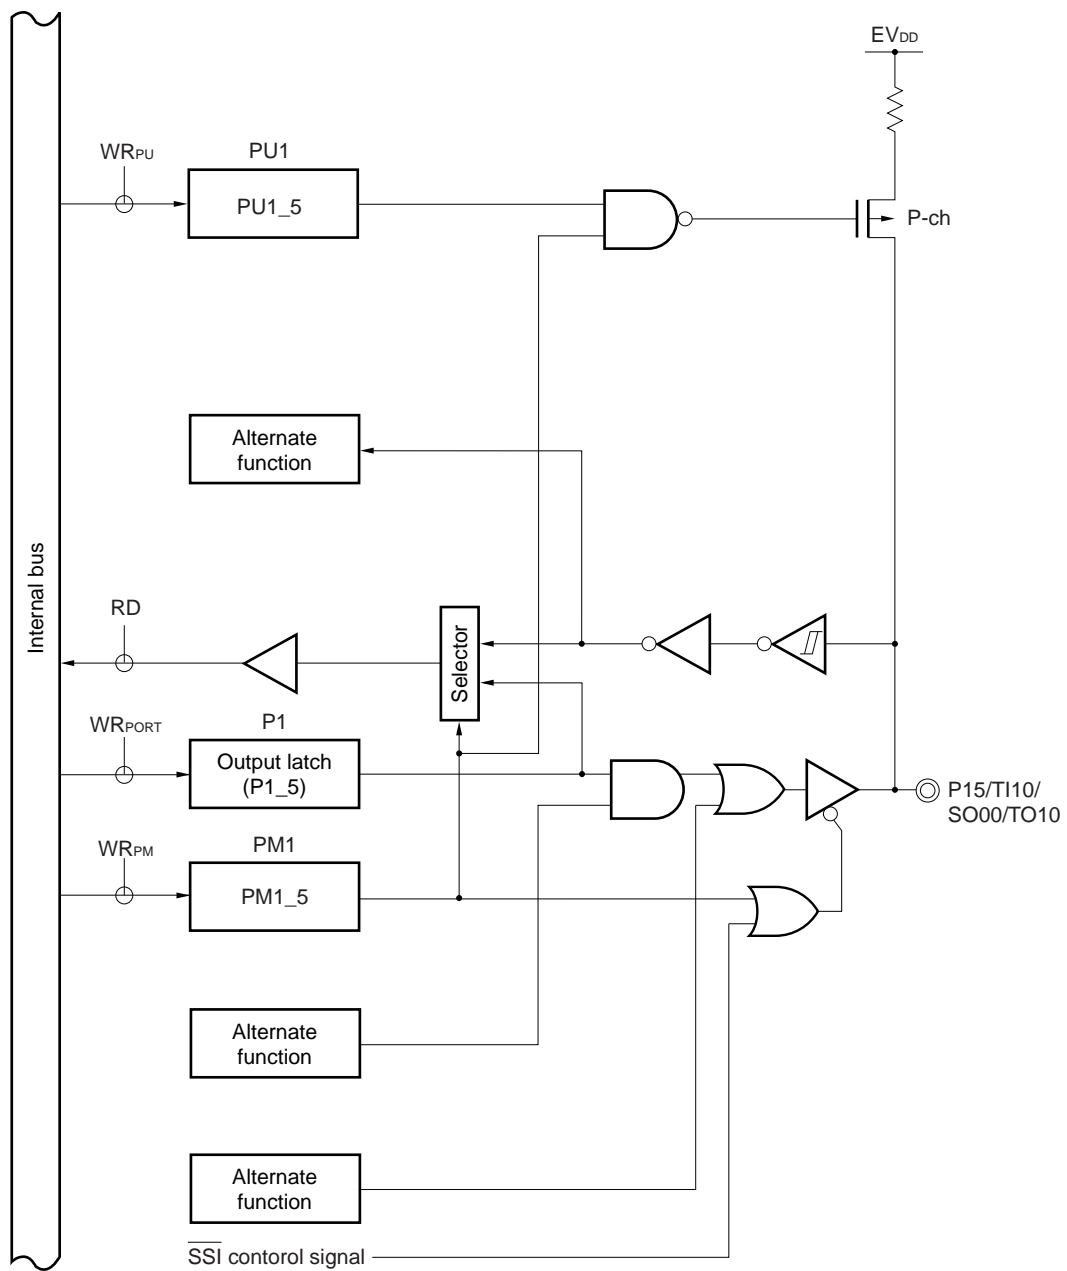 EVDD
WRPU
PU1
PU1_5
P-ch
Alternate
function
Internal bus
RD
Selector
WRPORT
P1
Output latch
(P1_5)
P15/TI10/
SO00/TO10
WRPM
PM1
PM1_5
Alternate
function
Alternate
function
SSI contorol signal